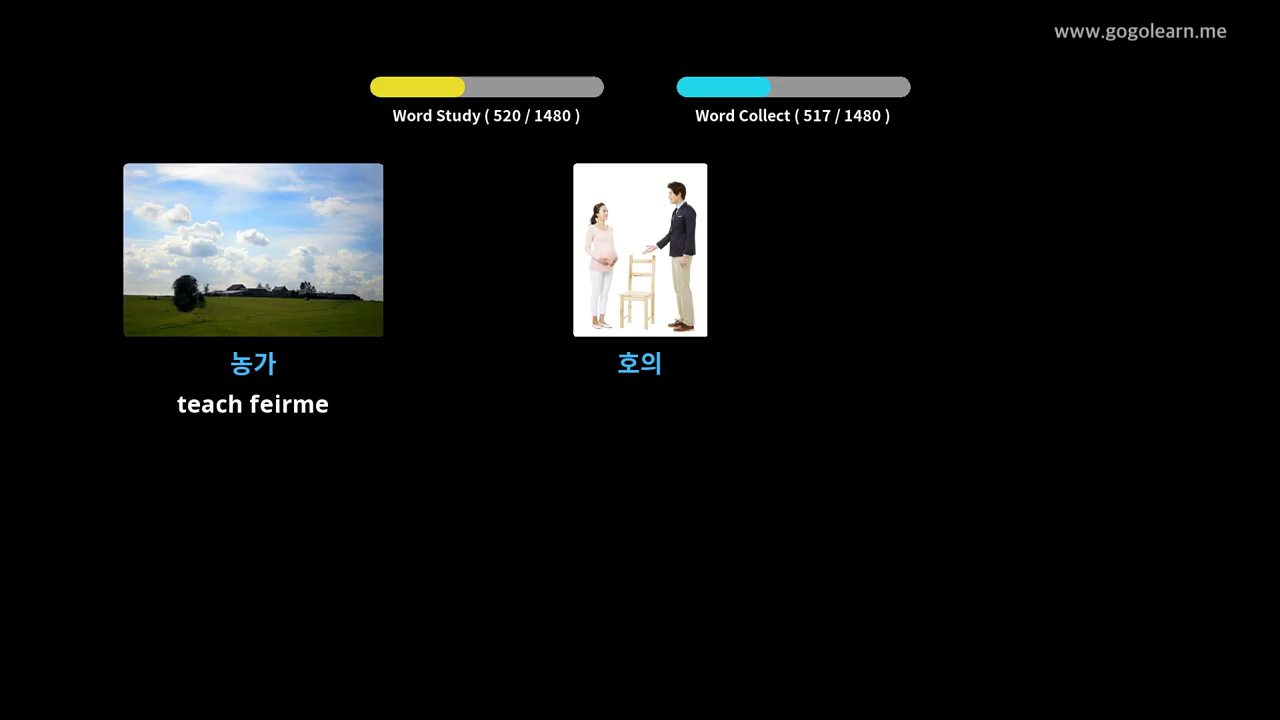 www.gogolearn.me
Word Study ( 520 / 1480 )
Word Collect ( 517 / 1480 )
농가
호의
teach feirme